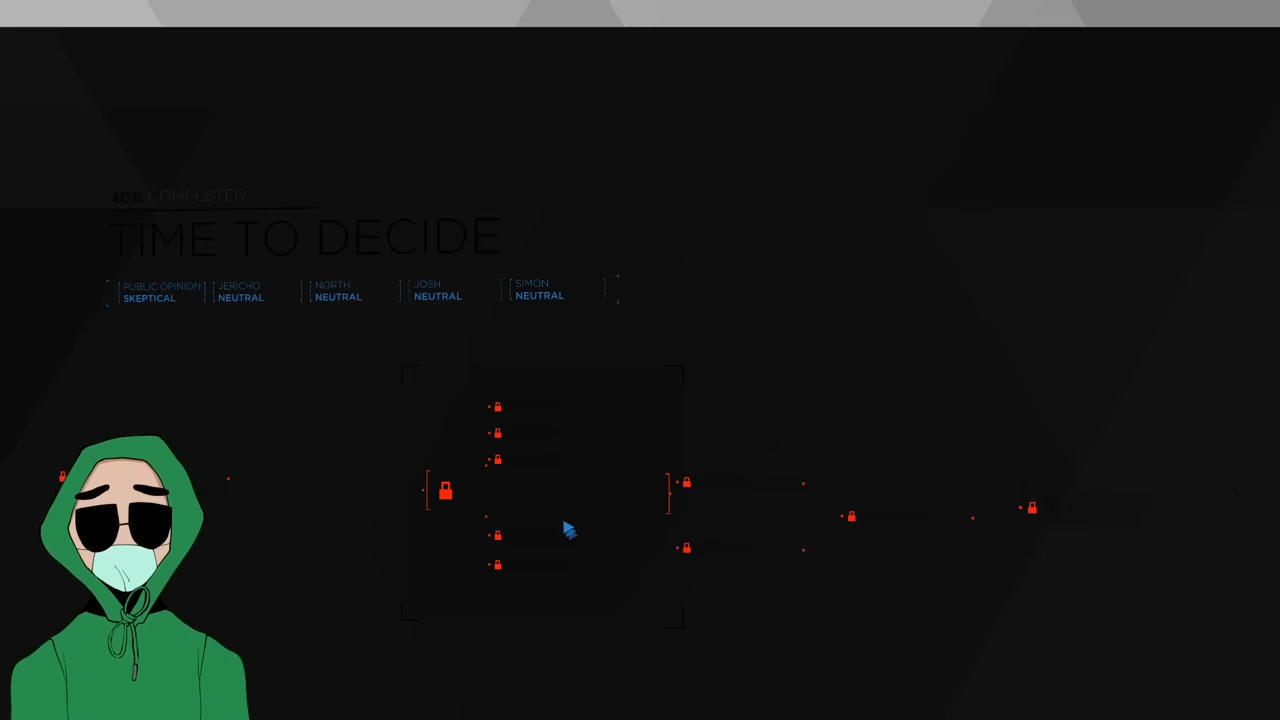 40% COMPLETED
TIME TO DECIDE
PUBLIC OPINION JERICHO NORTH JOSH SIMON
SKEPTICAL NEUTRAL NEUTRAL NEUTRAL NEUTRAL